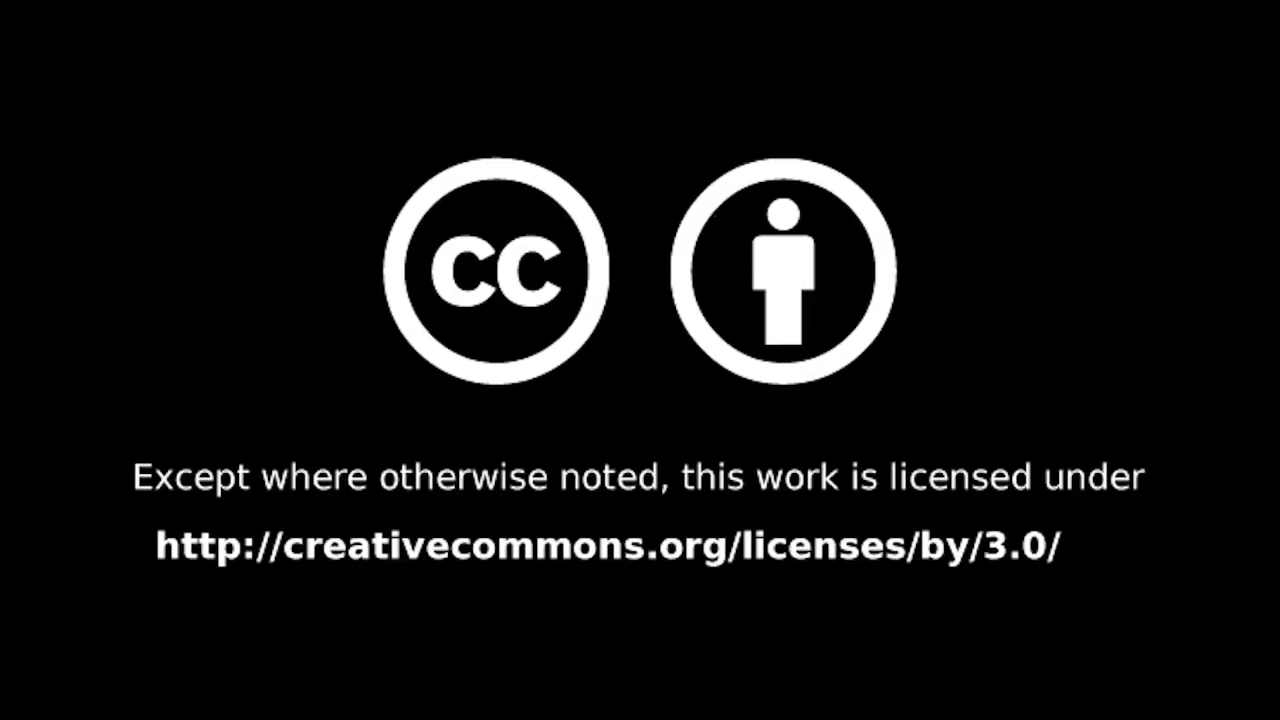 cc
Except where otherwise noted, this work is licensed under
http://creativecommons.org/licenses/by/3.0/